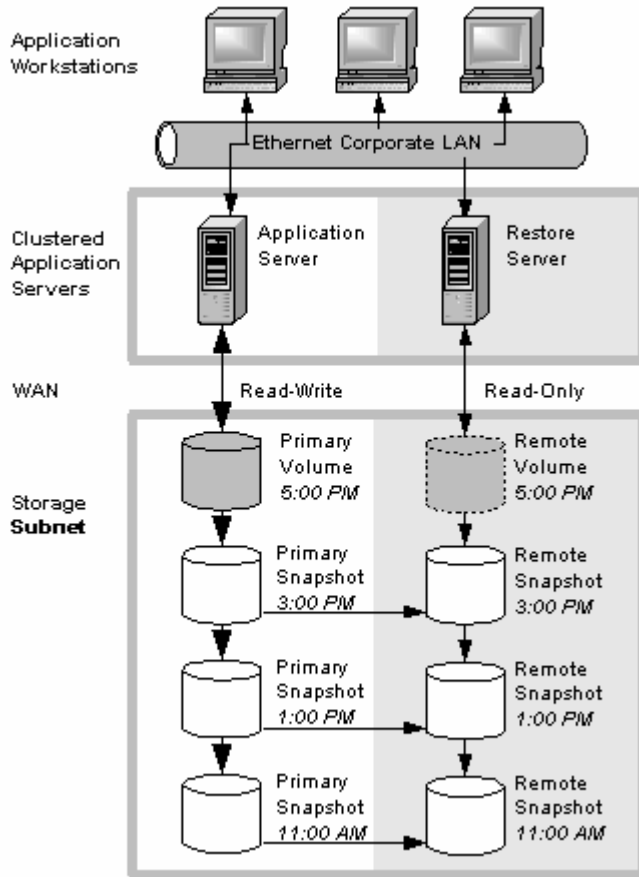 Application
Workstations
Ethernet Corporate LAN
Clustered
Application
Servers
Application
Server
Restore
Server
WAN
Read-Write
Read-Only
Storage
Subnet
Primary
Volume
5:00 PM
Remote
Volume
5:00 PM
Primary
Snapshot
3:00 PM
Remote
Snapshot
3:00 PM
Primary
Snapshot
1:00 PM
Remote
Snapshot
1:00 PM
Primary
Snapshot
11:00 AM
Remote
Snapshot
11:00 AM